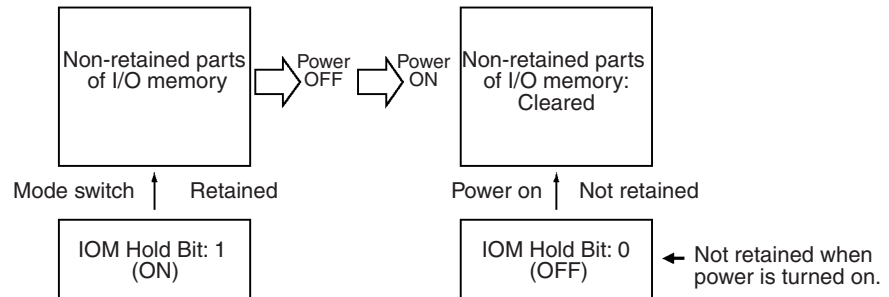 Non-retained parts
of I/O memory
Power
OFF
Power
ON
Non-retained parts
of I/O memory:
Cleared
Mode switch
Retained
Power on
Not retained
IOM Hold Bit: 1
(ON)
IOM Hold Bit: 0
(OFF)
Not retained when
power is turned on.